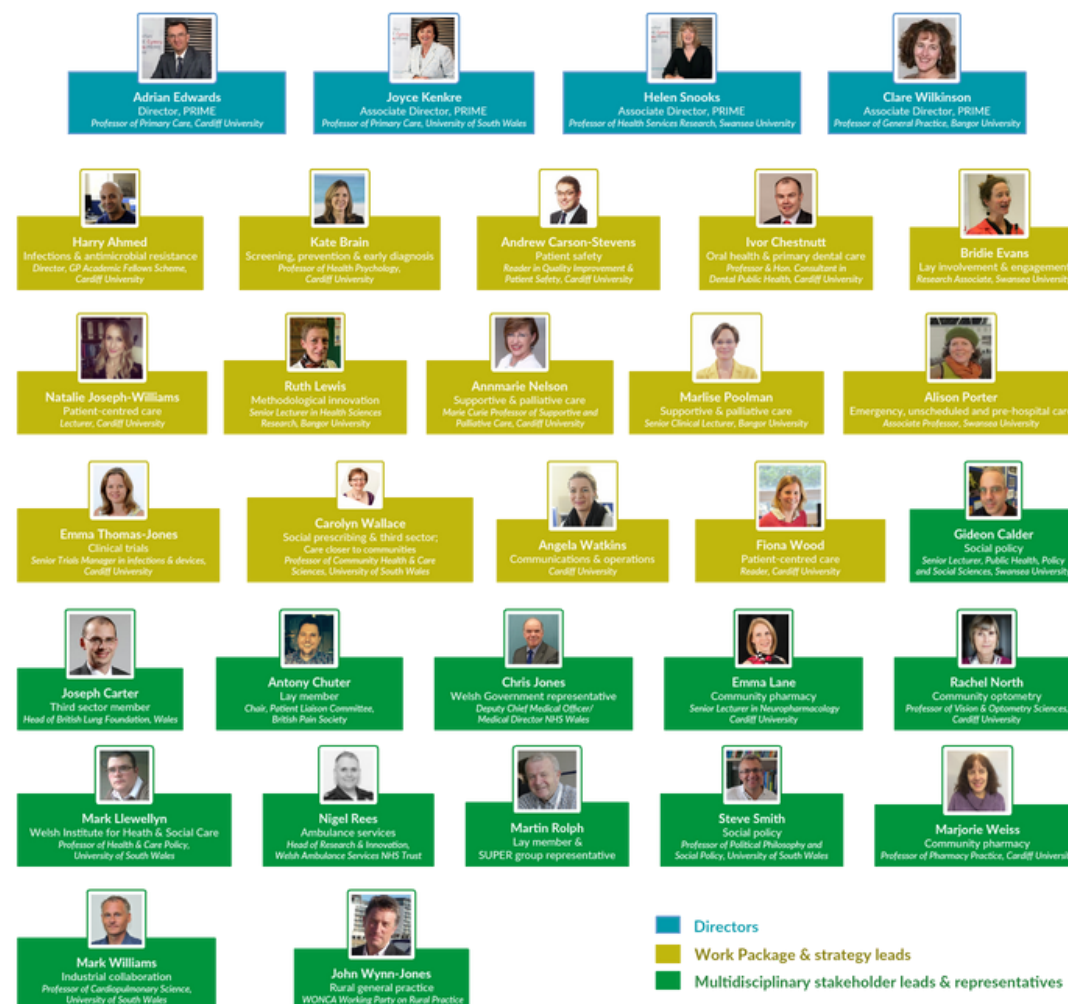 Adrian Edwards
Director, PRIME
Professor of Primary Care, Cardiff University
Joyce Kenkre
Associate Director, PRIME
Professor of Primary Care, University of South Wales
Helen Snooks
Associate Director, PRIME
Professor of Health Services Research, Swansea University
Clare Wilkinson
Associate Director, PRIME
Professor of General Practice, Bangor University
Harry Ahmed
Infections & antimicrobial resistance
Director, GP Academic Fellows Scheme,
Cardiff University
Kate Brain
Screening, prevention & early diagnosis
Professor of Health Psychology,
Cardiff University
Andrew Carson-Stevens
Patient safety
Reader in Quality Improvement &
Patient Safety, Cardiff University
Ivor Chestnutt
Oral health & primary dental care
Professor & Hon. Consultant in
Dental Public Health, Cardiff University
Bridie Evans
Lay involvement & engagement
Research Associate, Swansea University
Natalie Joseph-Williams
Patient-centred care
Lecturer, Cardiff University
Ruth Lewis
Methodological innovation
Senior Lecturer in Health Sciences
Research, Bangor University
Annmarie Nelson
Supportive & palliative care
Marie Curie Professor of Supportive and
Palliative Care, Cardiff University
Marlise Poolman
Supportive & palliative care
Senior Clinical Lecturer, Bangor University
Alison Porter
Emergency, unscheduled and pre-hospital care
Associate Professor, Swansea University
Emma Thomas-Jones
Clinical trials
Senior Trials Manager in infections & devices,
Cardiff University
Carolyn Wallace
Social prescribing & third sector;
Care closer to communities
Professor of Community Health & Care
Sciences, University of South Wales
Angela Watkins
Communications & operations
Cardiff University
Fiona Wood
Patient-centred care
Reader, Cardiff University
Gideon Calder
Social policy
Senior Lecturer, Public Health, Policy
and Social Sciences, Swansea University
Joseph Carter
Third sector member
Head of British Lung Foundation, Wales
Antony Chuter
Lay member
Chair, Patient Liaison Committee,
British Pain Society
Chris Jones
Welsh Government representative
Deputy Chief Medical Officer/
Medical Director NHS Wales
Emma Lane
Community pharmacy
Senior Lecturer in Neuropharmacology
Cardiff University
Rachel North
Community optometry
Professor of Vision & Optometry Sciences,
Cardiff University
Mark Llewellyn
Welsh Institute for Heath & Social Care
Professor of Health & Care Policy,
University of South Wales
Nigel Rees
Ambulance services
Head of Research & Innovation,
Welsh Ambulance Services NHS Trust
Martin Rolph
Lay member &
SUPER group representative
Steve Smith
Social policy
Professor of Political Philosophy and
Social Policy, University of South Wales
Marjorie Weiss
Community pharmacy
Professor of Pharmacy Practice, Cardiff University
Mark Williams
Industrial collaboration
Professor of Cardiopulmonary Science,
University of South Wales
John Wynn-Jones
Rural general practice
WONCA Working Party on Rural Practice
Directors
Work Package & strategy leads
Multidisciplinary stakeholder leads & representatives